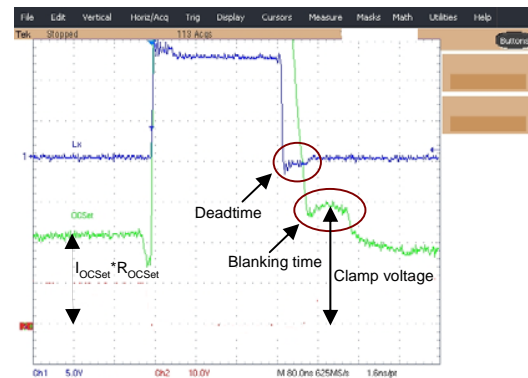 File Edit Vertical Horiz/Acq Trig Display Cursors Measure Masks Math Utilities Help
Tek Stopped 113 Acqs
Buttons
Lx
1
Deadtime
OCSet
Blanking time
IOCSet*ROCSet
Clamp voltage
Ch1 5.0V Ch2 10.0V M 80.0ns 625MS/s 1.6ns/pt